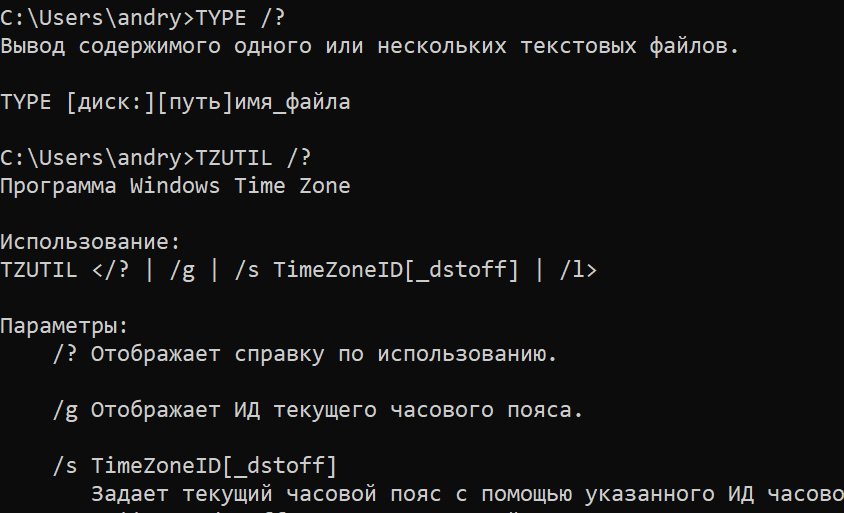 C:\Users\andry>TYPE /?
Вывод содержимого одного или нескольких текстовых файлов.
TYPE [диск:][путь]имя_файла
C:\Users\andry>TZUTIL /?
Программа Windows Time Zone
Использование:
TZUTIL </? | /g | /s TimeZoneID[_dstoff] | /l>
Параметры:
/? Отображает справку по использованию.
/g Отображает ИД текущего часового пояса.
/s TimeZoneID[_dstoff]
Задает текущий часовой пояс с помощью указанного ИД часово